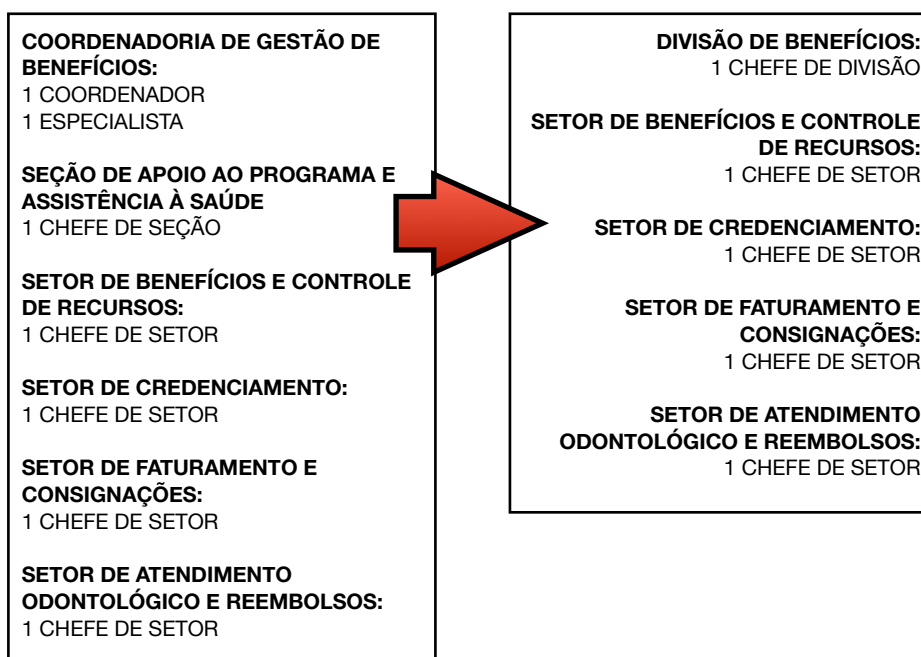 COORDENADORIA DE GESTÃO DE
BENEFÍCIOS:
1 COORDENADOR
1 ESPECIALISTA
SEÇÃO DE APOIO AO PROGRAMA E
ASSISTÊNCIA À SAÚDE
1 CHEFE DE SEÇÃO
SETOR DE BENEFÍCIOS E CONTROLE
DE RECURSOS:
1 CHEFE DE SETOR
SETOR DE CREDENCIAMENTO:
1 CHEFE DE SETOR
SETOR DE FATURAMENTO E
CONSIGNAÇÕES:
1 CHEFE DE SETOR
SETOR DE ATENDIMENTO
ODONTOLÓGICO E REEMBOLSOS:
1 CHEFE DE SETOR
DIVISÃO DE BENEFÍCIOS:
1 CHEFE DE DIVISÃO
SETOR DE BENEFÍCIOS E CONTROLE
DE RECURSOS:
1 CHEFE DE SETOR
SETOR DE CREDENCIAMENTO:
1 CHEFE DE SETOR
SETOR DE FATURAMENTO E
CONSIGNAÇÕES:
1 CHEFE DE SETOR
SETOR DE ATENDIMENTO
ODONTOLÓGICO E REEMBOLSOS:
1 CHEFE DE SETOR